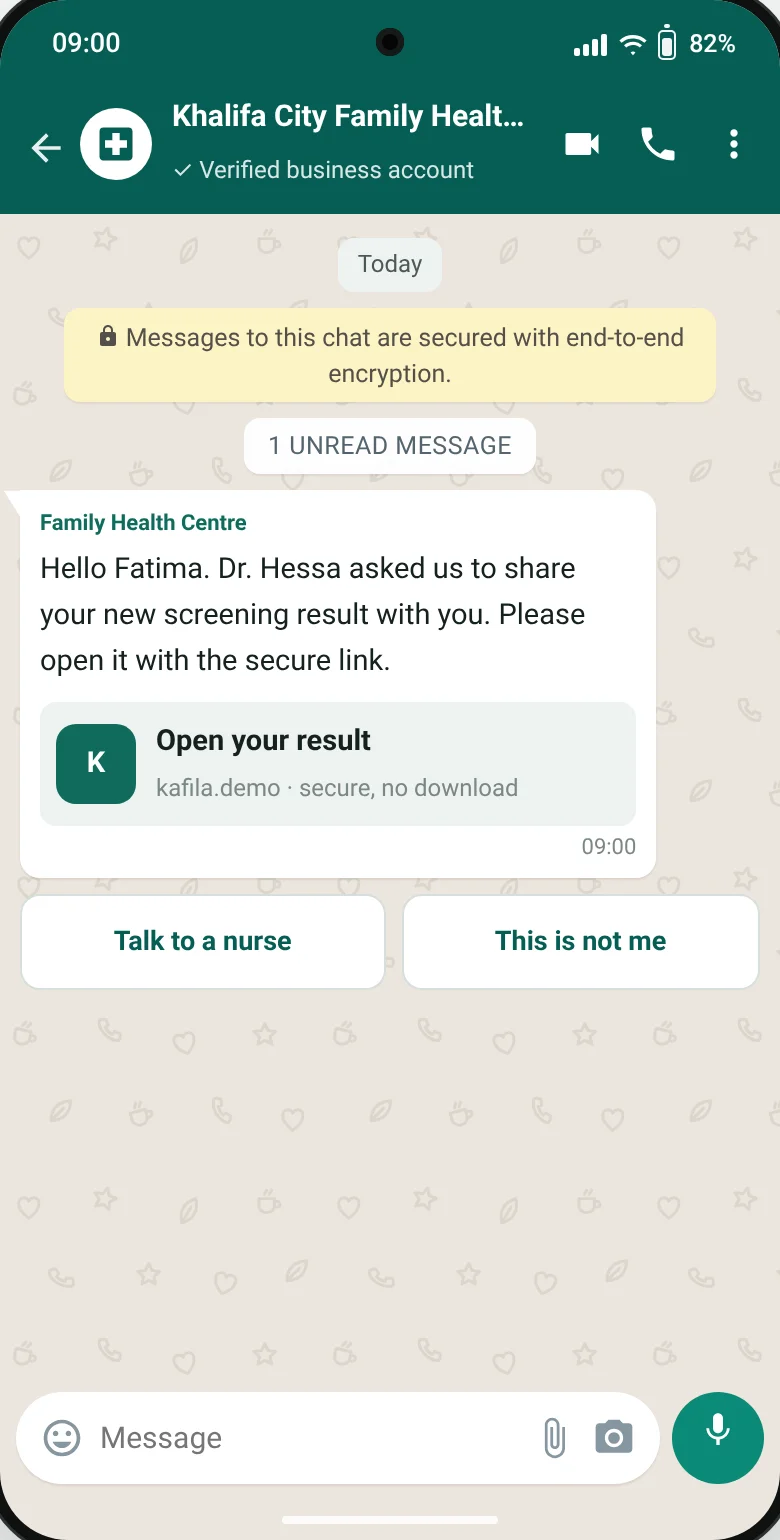 09:00
82%
Khalifa City Family Healt...
✓ Verified business account
Today
Messages to this chat are secured with end-to-end
encryption.
1 UNREAD MESSAGE
Family Health Centre
Hello Fatima. Dr. Hessa asked us to share
your new screening result with you. Please
open it with the secure link.
K
Open your result
kafila.demo · secure, no download
09:00
Talk to a nurse
This is not me
Message